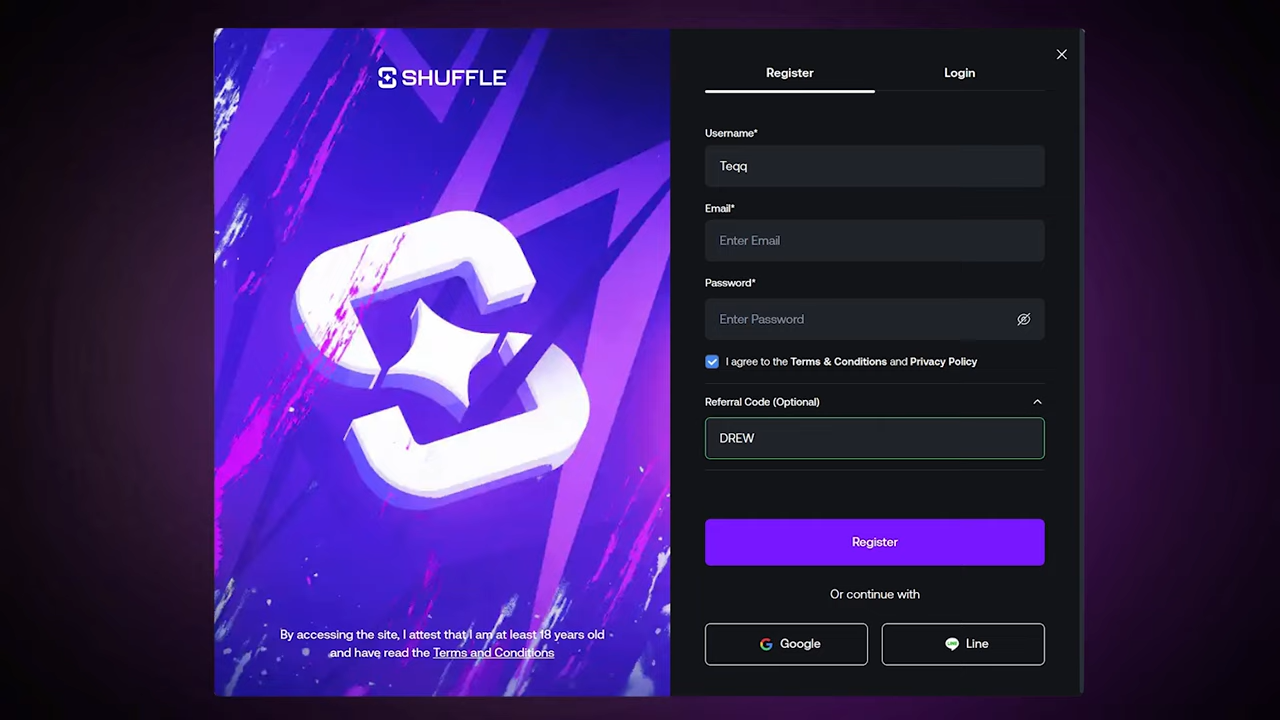 SHUFFLE
By accessing the site, I attest that I am at least 18 years old
and have read the Terms and Conditions
Register
Login
Username*
Teqq
Email*
Enter Email
Password*
Enter Password
I agree to the Terms & Conditions and Privacy Policy
Referral Code (Optional)
DREW
Register
Or continue with
Google
Line